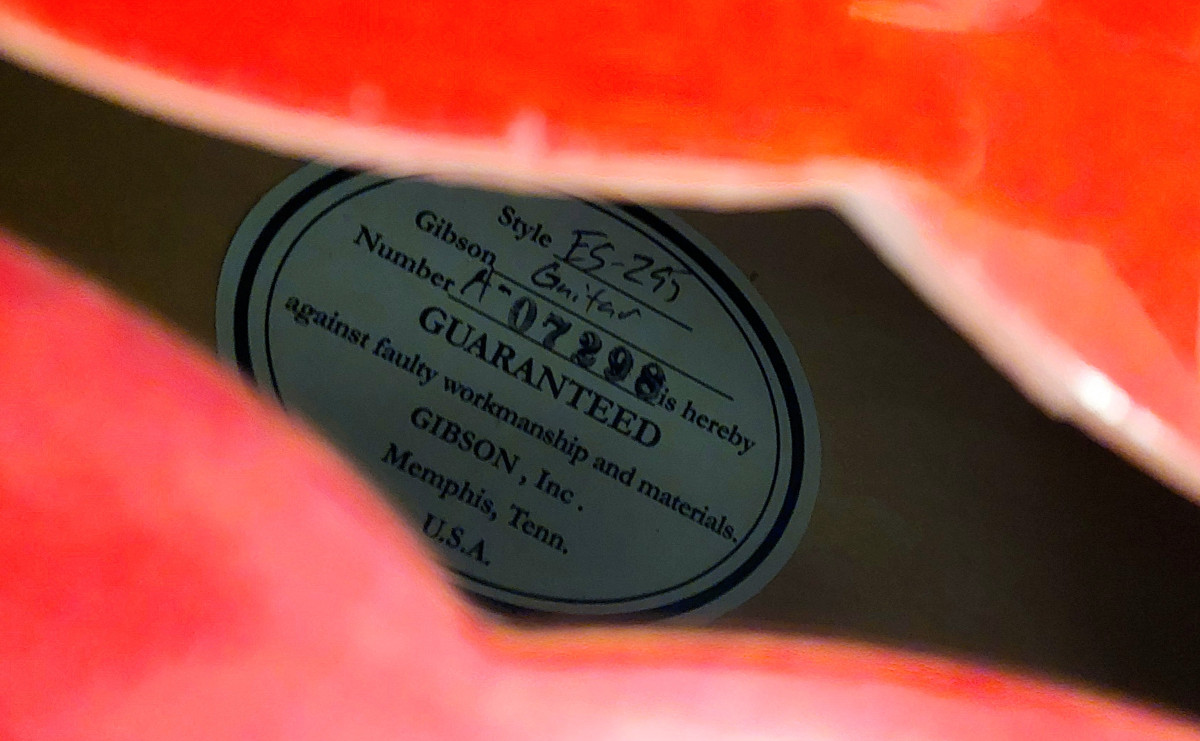 Style ES-295
Gibson Guitar
Number A-07298 is hereby
GUARANTEED
against faulty workmanship and materials.
GIBSON, Inc.
Memphis, Tenn.
U.S.A.